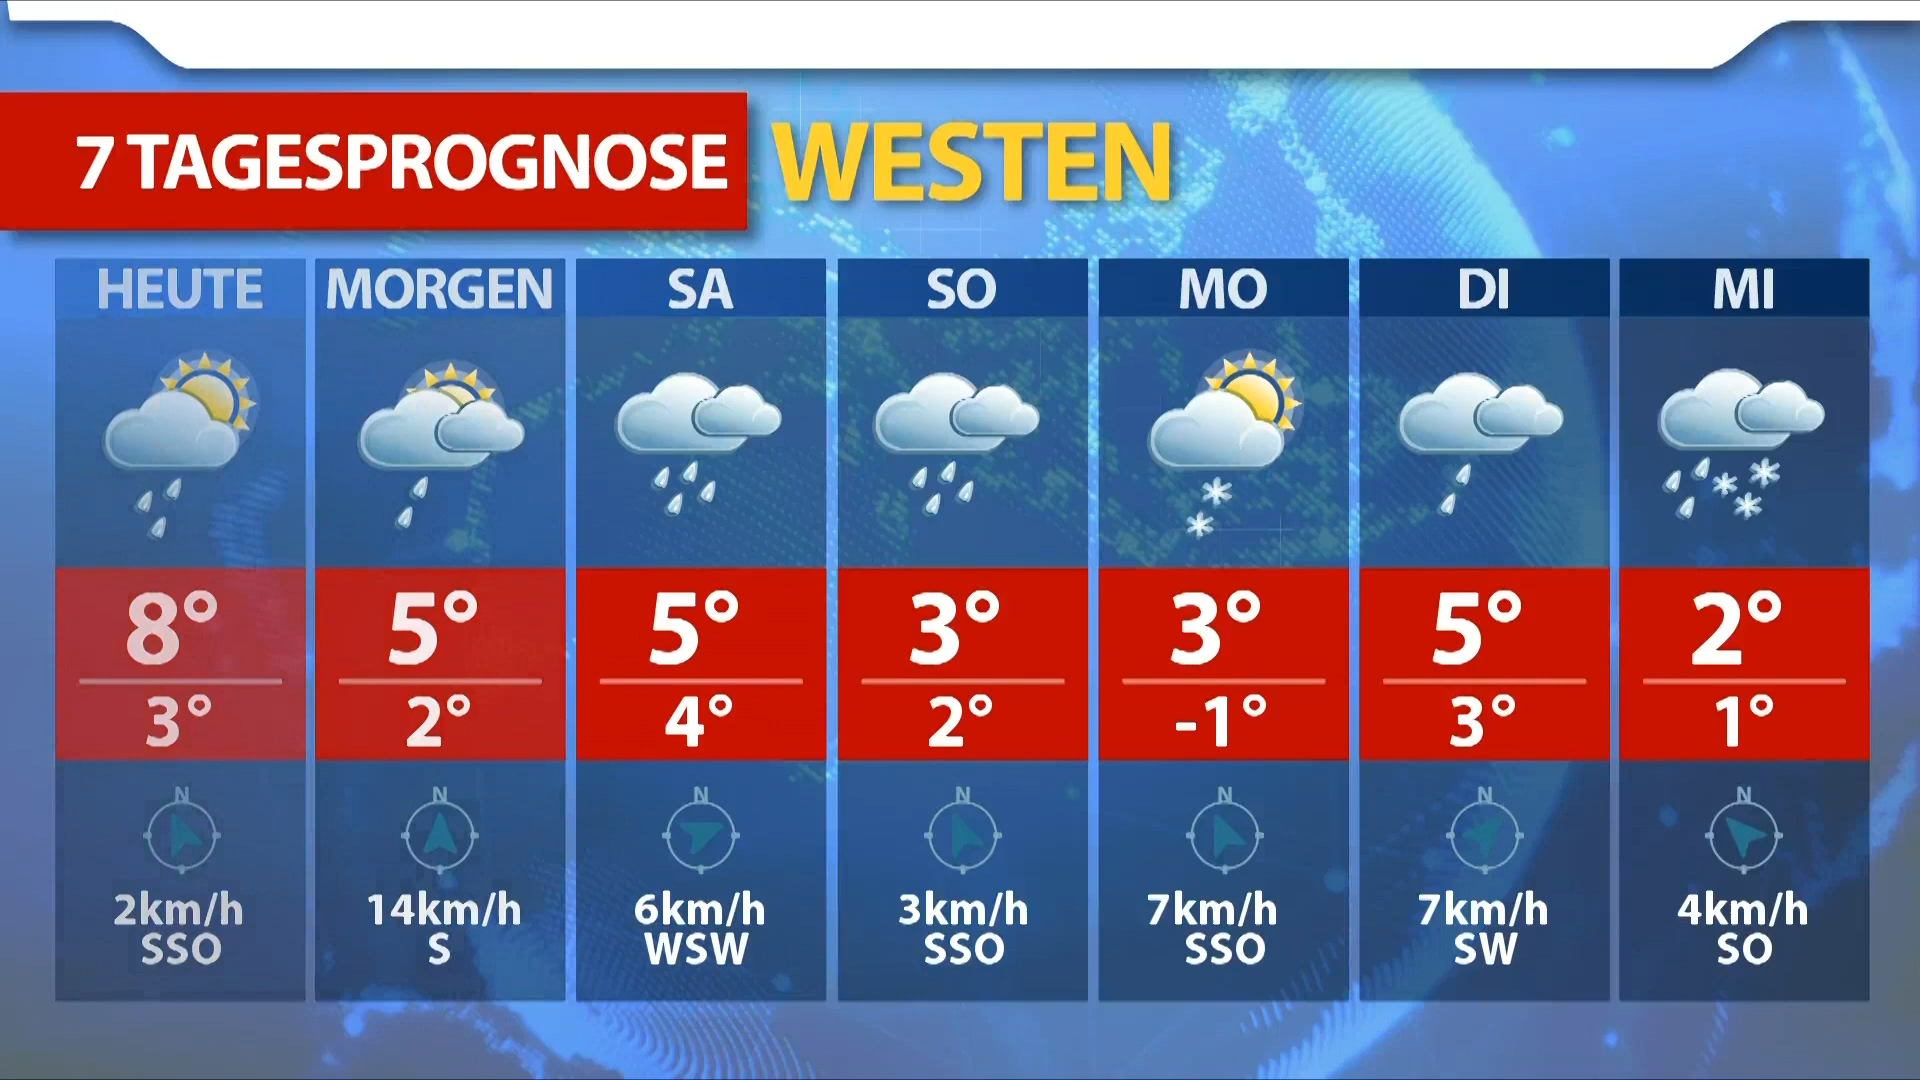 7 TAGESPROGNOSE WESTEN
HEUTE MORGEN SA SO MO DI MI
8° 5° 5° 3° 3° 5° 2°
3° 2° 4° 2° -1° 3° 1°
N N N N N N N
2km/h 14km/h 6km/h 3km/h 7km/h 7km/h 4km/h
SSO S WSW SSO SSO SW SO